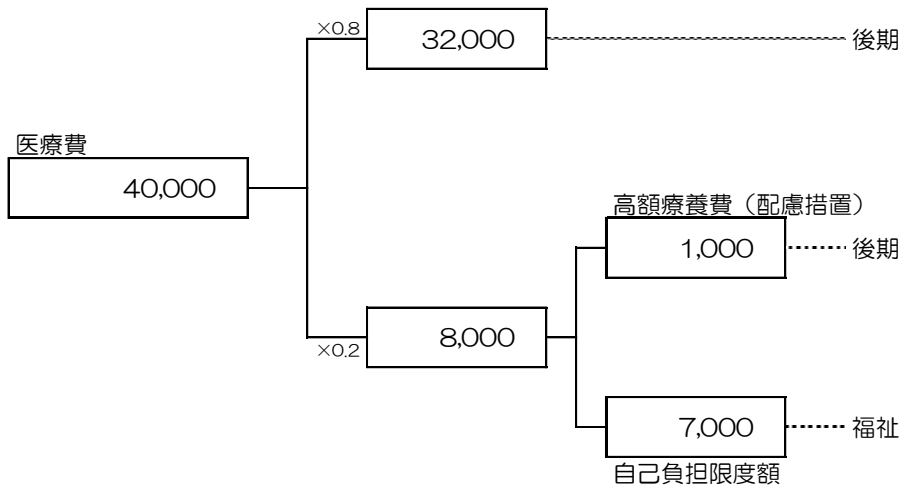 ×0.8
32,000
後期
医療費
40,000
高額療養費（配慮措置）
1,000
後期
8,000
×0.2
7,000
福祉
自己負担限度額